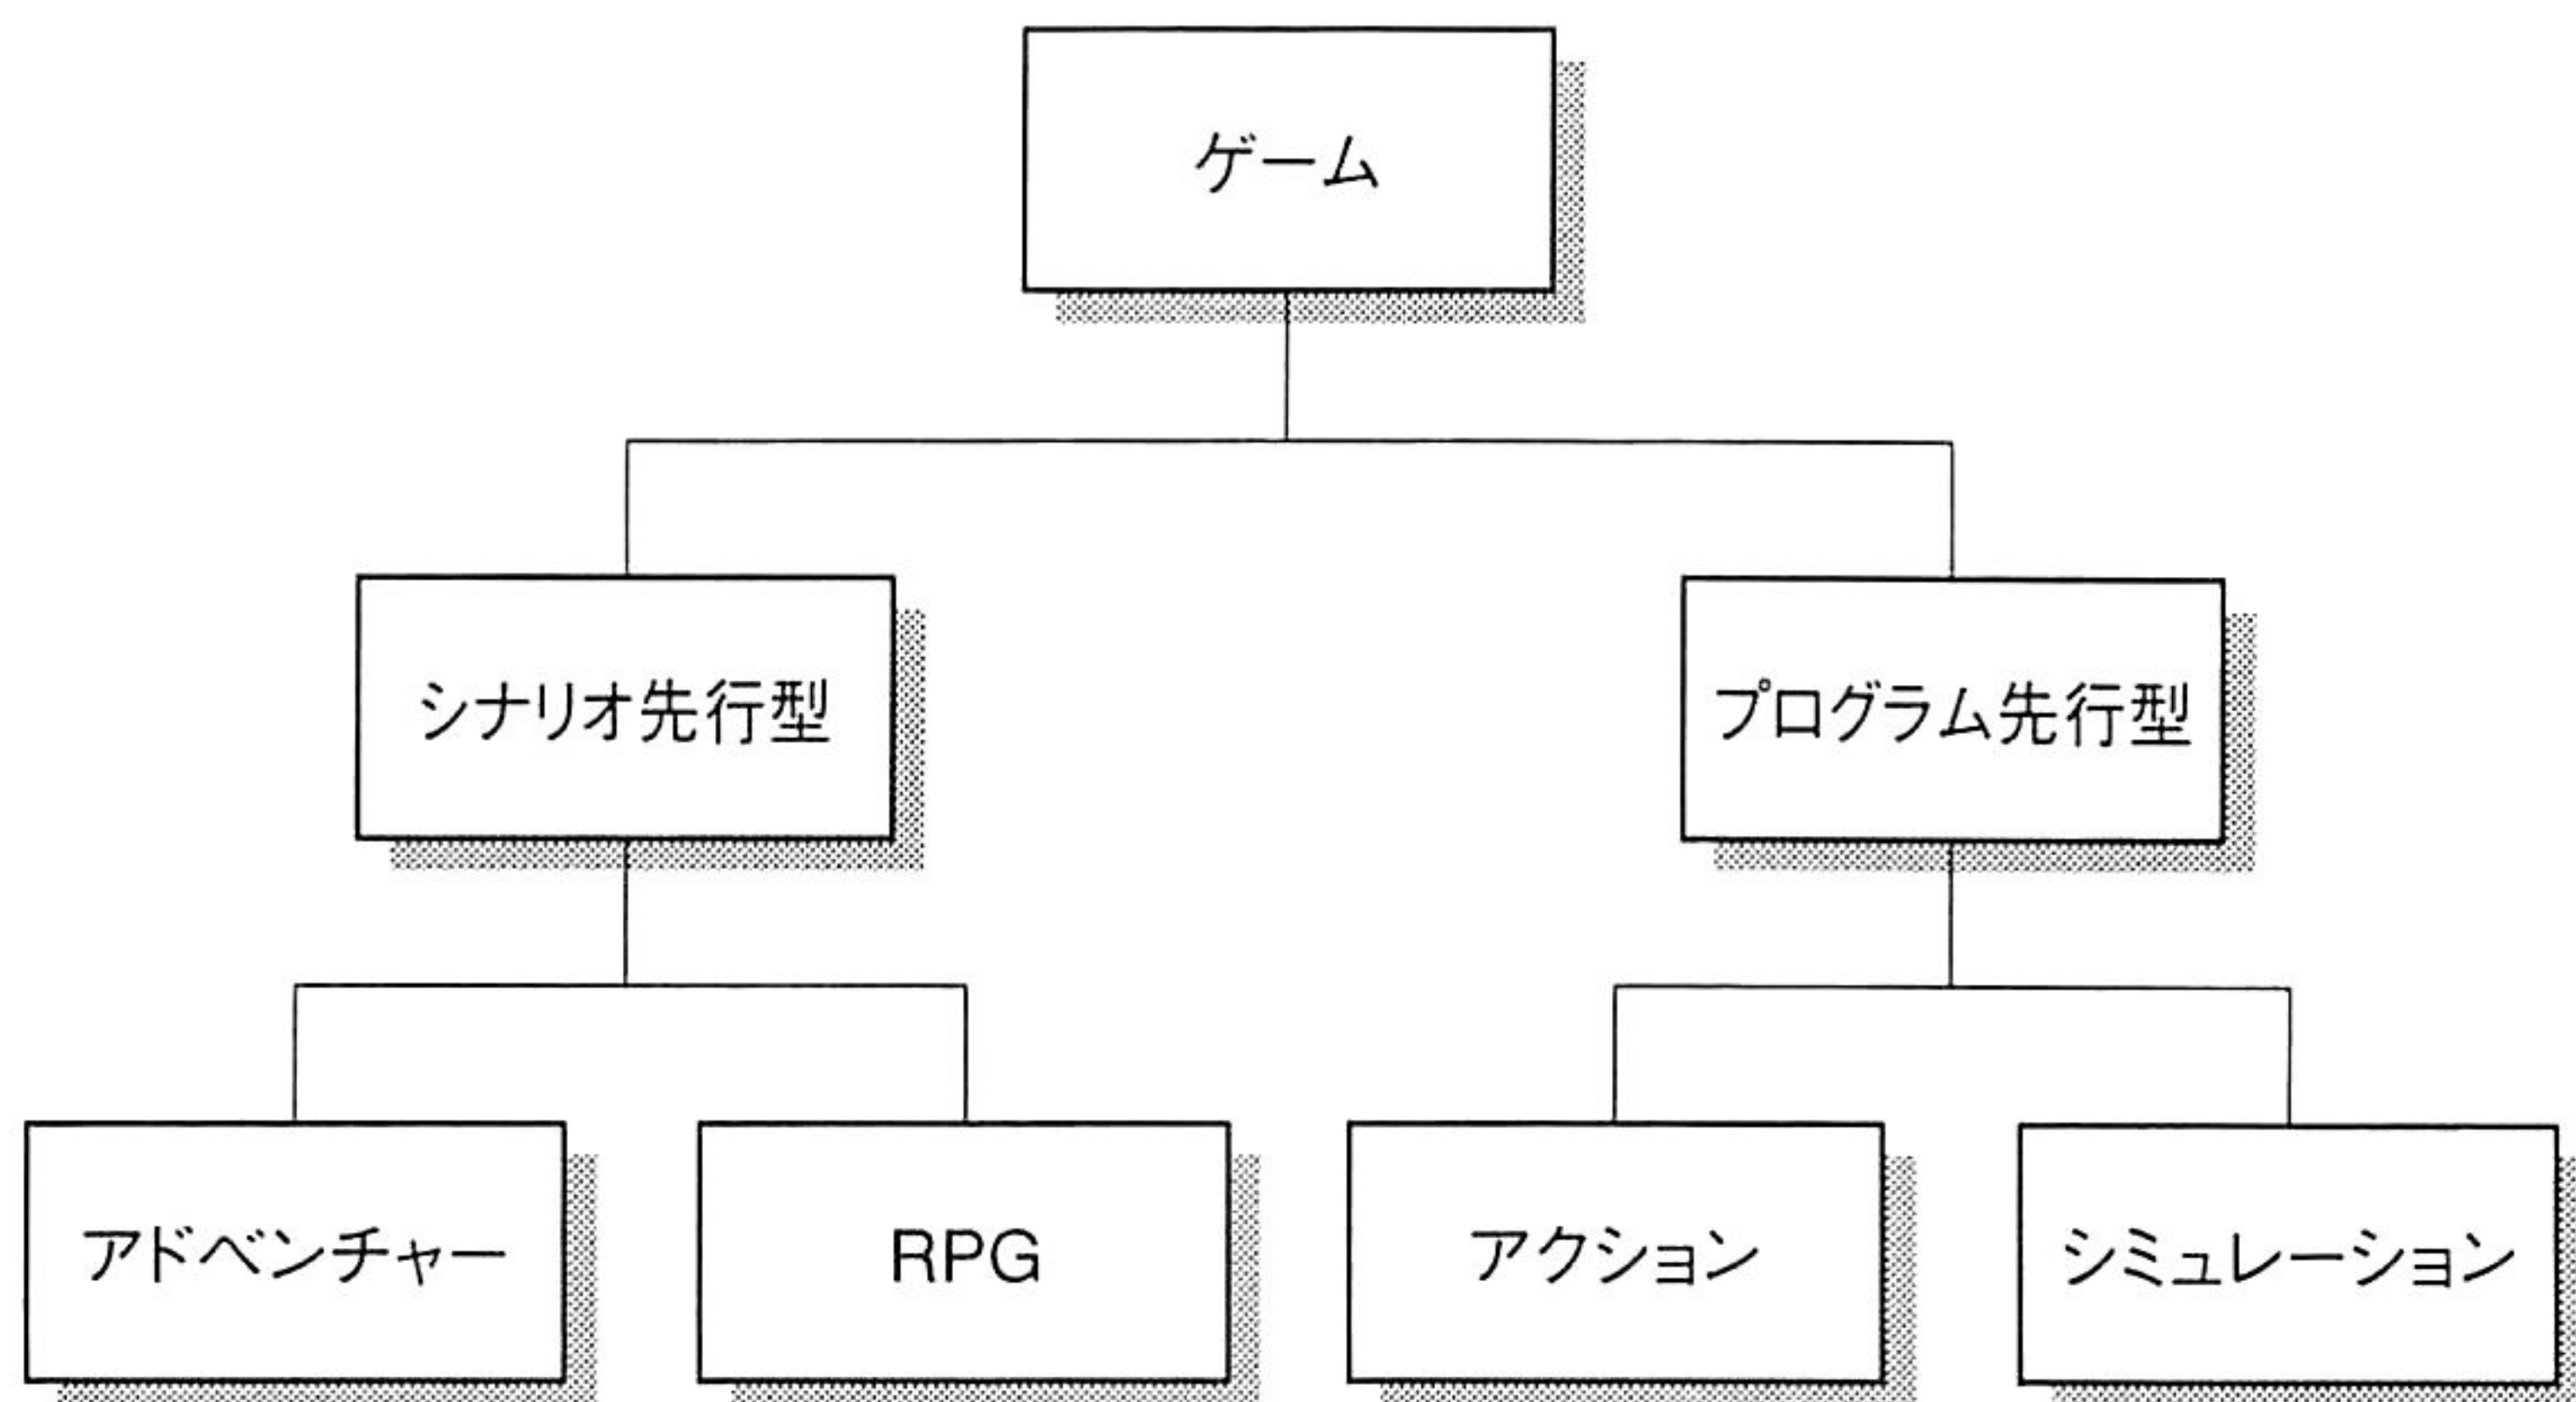 ゲーム
シナリオ先行型
プログラム先行型
アドベンチャー
RPG
アクション
シミュレーション